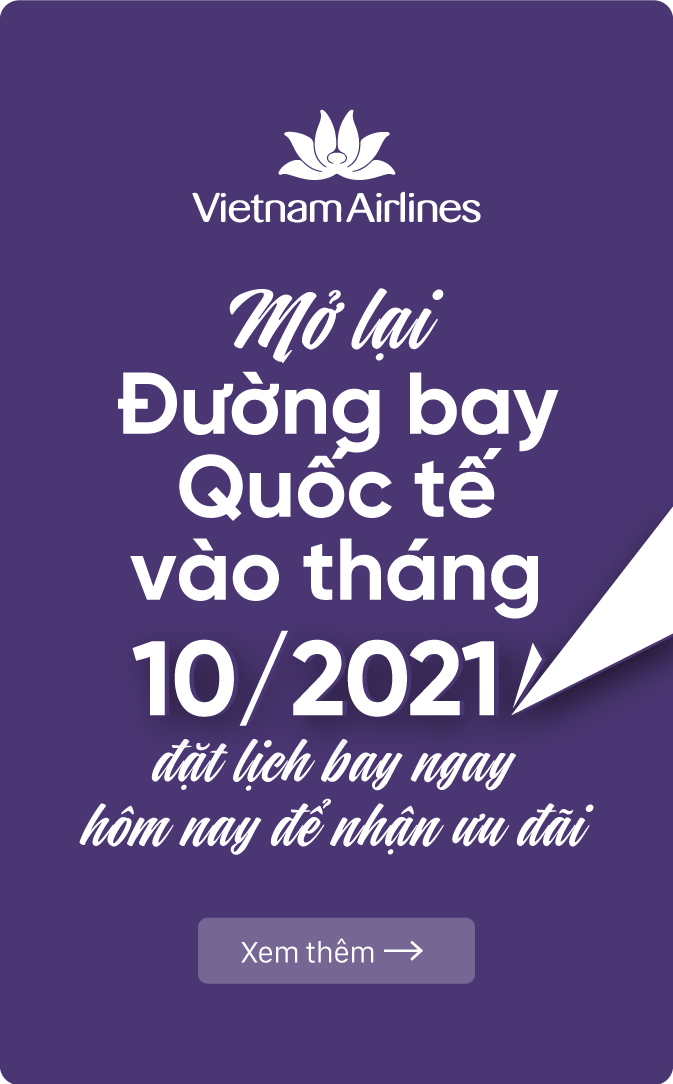 Vietnam Airlines
Mở lại
Đường bay
Quốc tế
vào tháng
10/2021
đặt lịch bay ngay
hôm nay để nhận ưu đãi
Xem thêm →